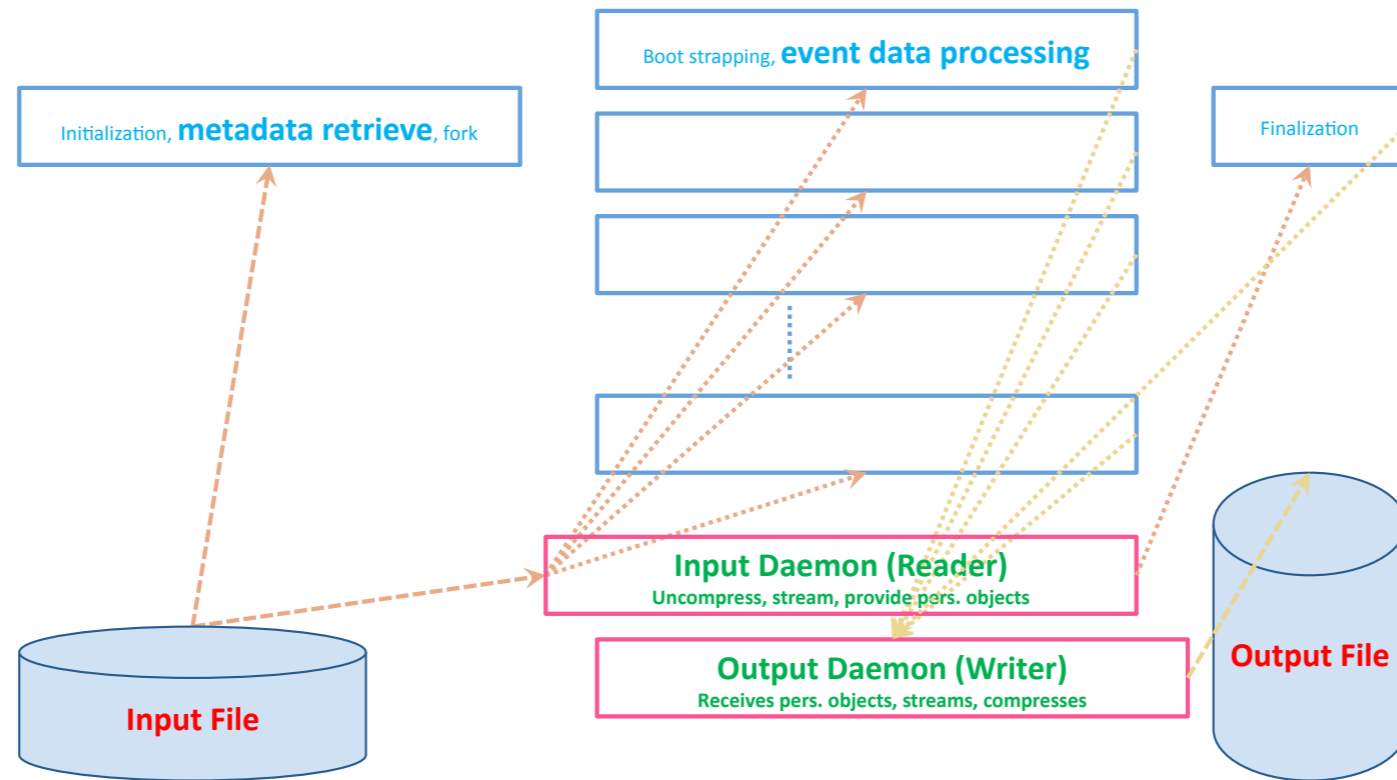 Boot strapping, event data processing
Initialization, metadata retrieve, fork
Finalization
Input Daemon (Reader)
Uncompress, stream, provide pers. objects
Output Daemon (Writer)
Receives pers. objects, streams, compresses
Output File
Input File